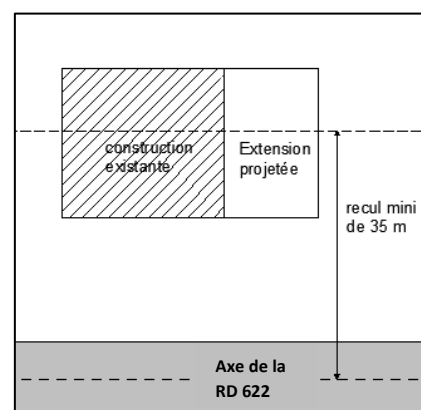 construction
existante
Extension
projetée
recul mini
de 35 m
Axe de la
RD 622